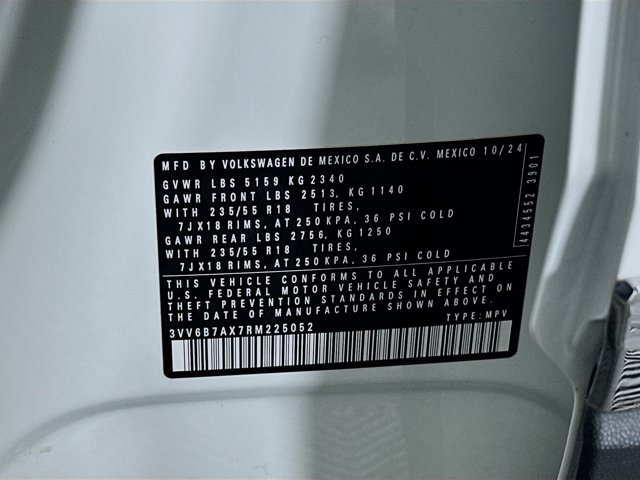 MFD BY VOLKSWAGEN DE MEXICO S.A. DE C.V. MEXICO 10/24
GVWR LBS 5159 KG 2340
GAWR FRONT LBS 2513, KG 1140
WITH 235/55 R18 TIRES,
7JX18 RIMS, AT 250 KPA, 36 PSI COLD
GAWR REAR LBS 2756, KG 1250
WITH 235/55 R18 TIRES,
7JX18 RIMS, AT 250 KPA, 36 PSI COLD
4434552 3901
THIS VEHICLE CONFORMS TO ALL APPLICABLE
U.S. FEDERAL MOTOR VEHICLE SAFETY AND
THEFT PREVENTION STANDARDS IN EFFECT ON
THE DATE OF MANUFACTURE SHOWN ABOVE.
3VV6B7AX7RM225052 TYPE: MPV